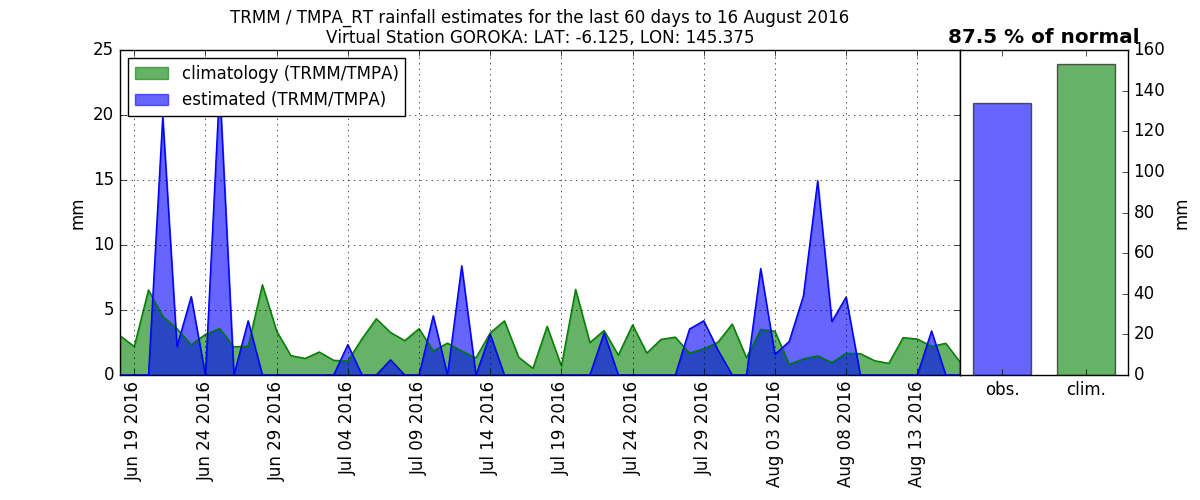 TRMM / TMPA_RT rainfall estimates for the last 60 days to 16 August 2016
Virtual Station GOROKA: LAT: -6.125, LON: 145.375
87.5 % of normal
climatology (TRMM/TMPA)
estimated (TRMM/TMPA)
mm
25
20
15
10
5
0
Jun 19 2016
Jun 24 2016
Jun 29 2016
Jul 04 2016
Jul 09 2016
Jul 14 2016
Jul 19 2016
Jul 24 2016
Jul 29 2016
Aug 03 2016
Aug 08 2016
Aug 13 2016
obs.
clim.
160
140
120
100
80
60
40
20
0
mm